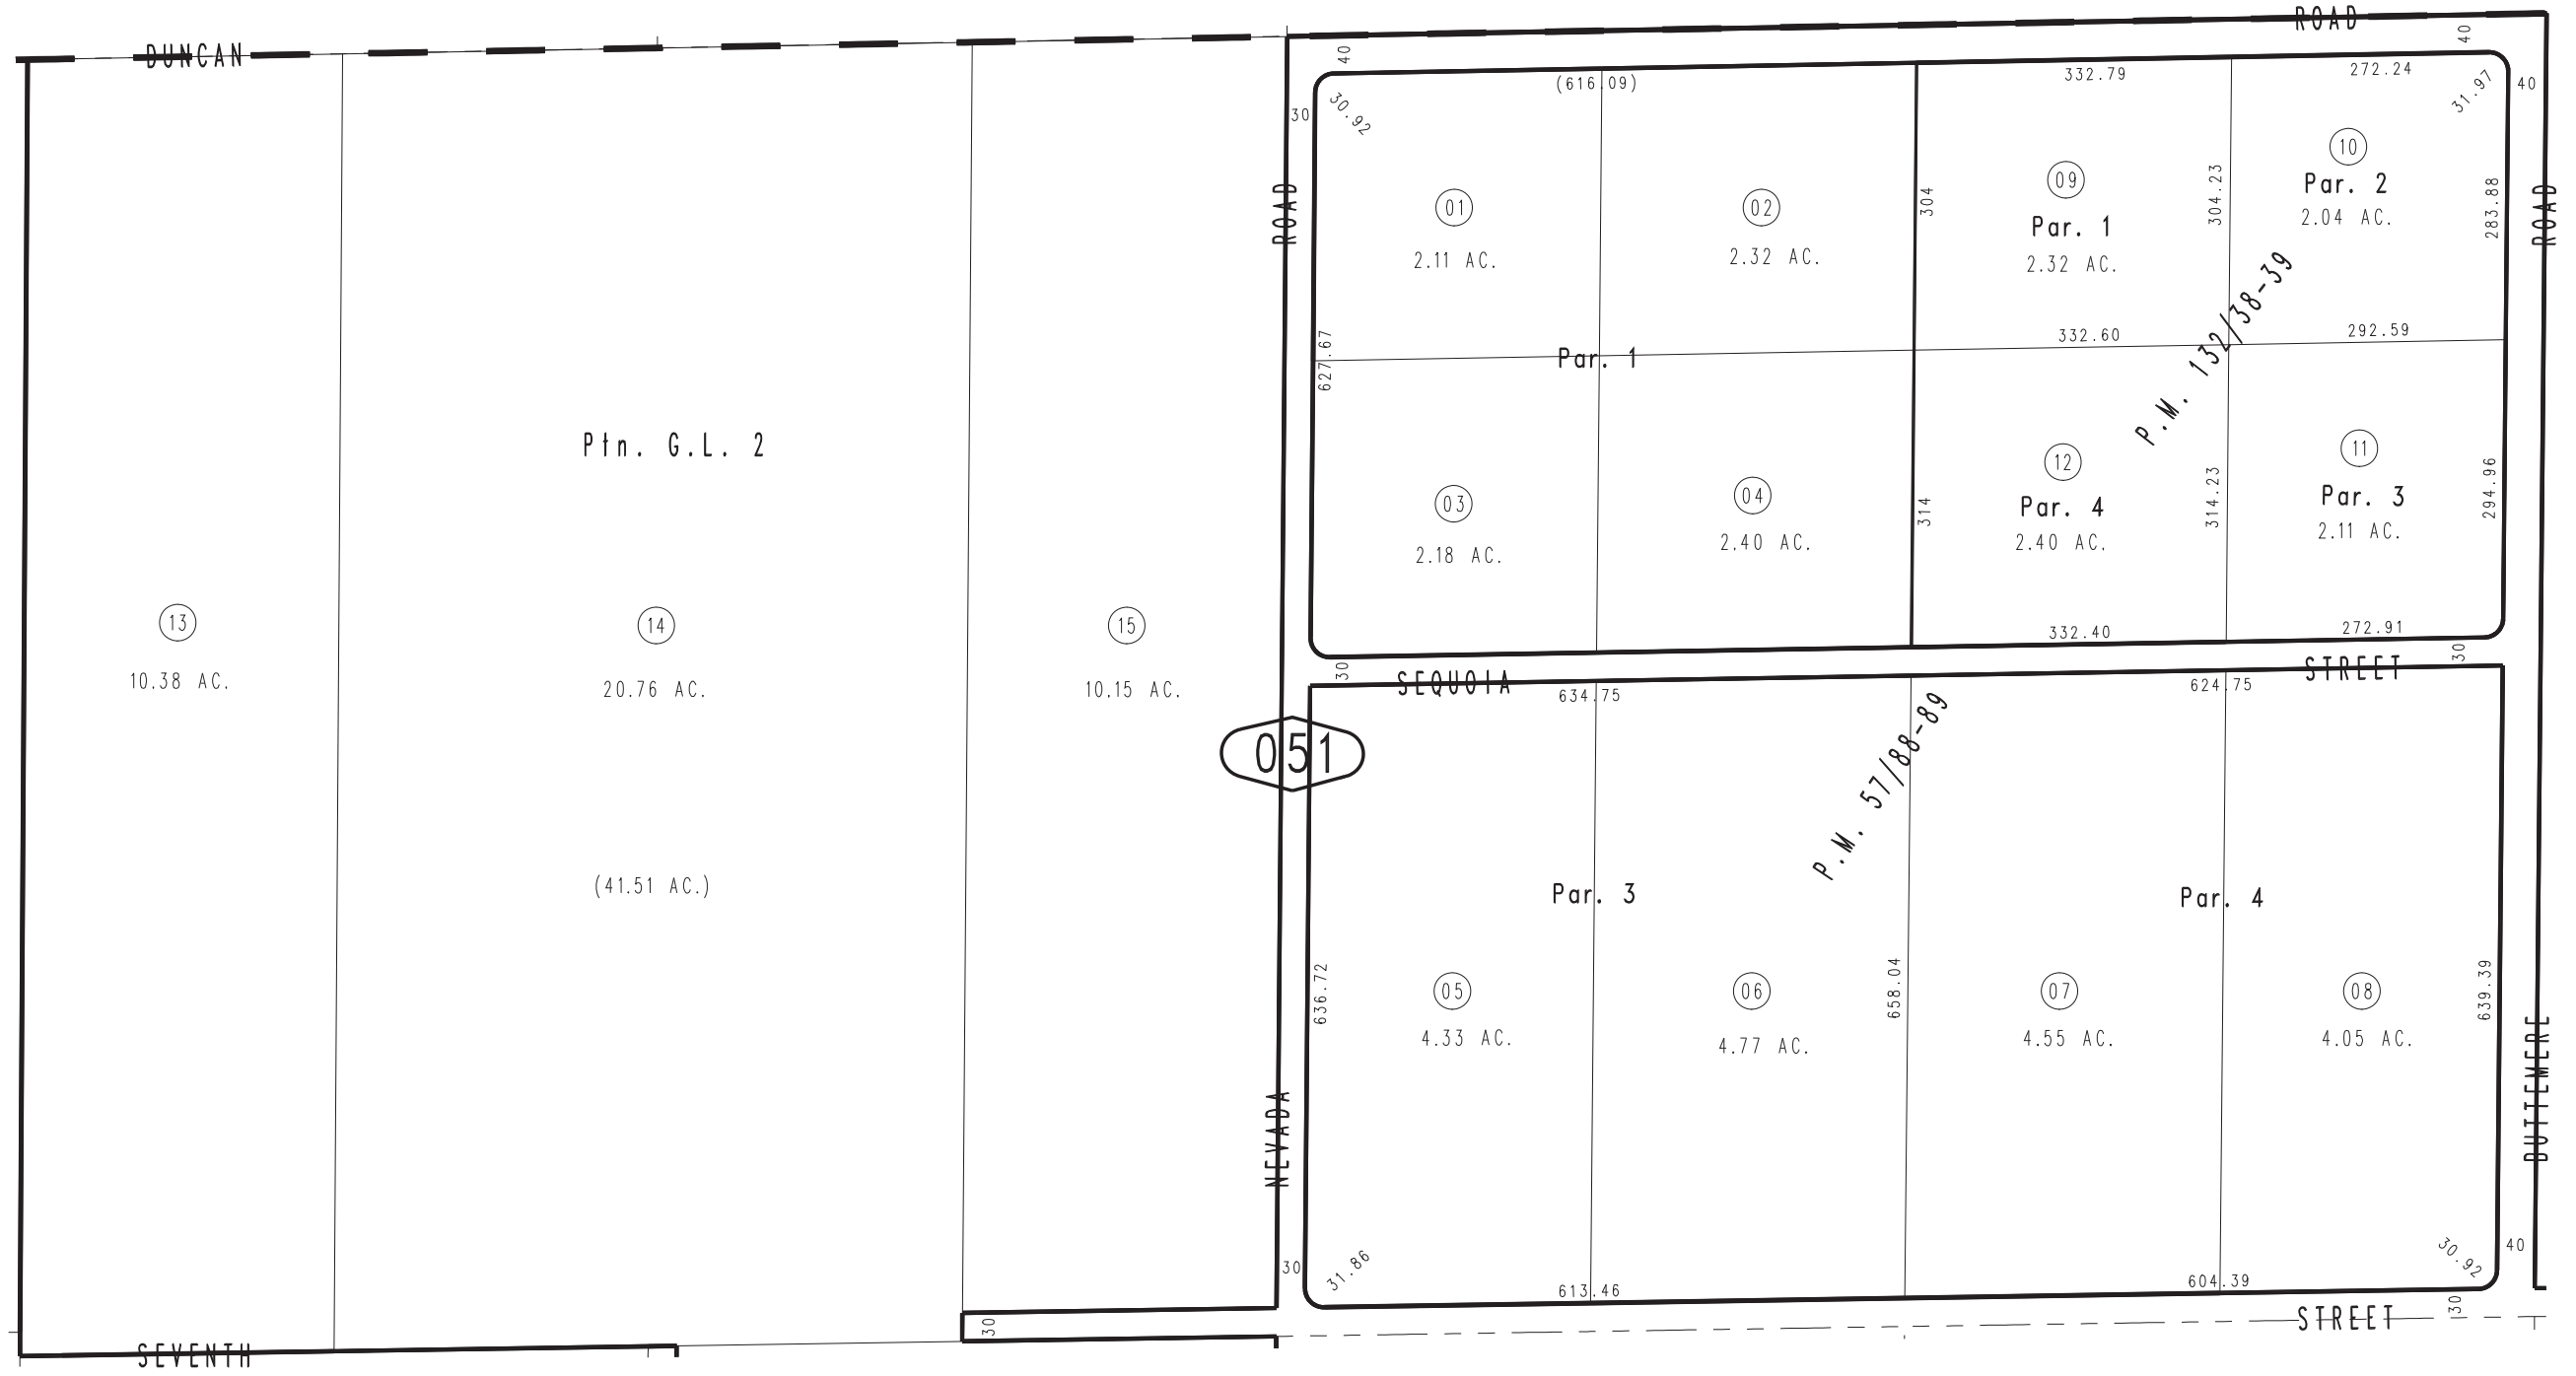 DUNCAN
ROAD
40
40
(616.09)
332.79
272.24
30
30.92
31.97
40
ROAD
ROAD
01
2.11 AC.
02
2.32 AC.
304
09
Par. 1
2.32 AC.
304.23
10
Par. 2
2.04 AC.
283.88
627.67
Par. 1
332.60
292.59
P.M. 132/38-39
Ptn. G.L. 2
03
2.18 AC.
04
2.40 AC.
314
12
Par. 4
2.40 AC.
314.23
11
Par. 3
2.11 AC.
294.96
13
10.38 AC.
14
20.76 AC.
15
10.15 AC.
332.40
272.91
30
30
SEQUOIA
STREET
634.75
624.75
051
P.M. 57/88-89
(41.51 AC.)
Par. 3
Par. 4
636.72
05
4.33 AC.
06
4.77 AC.
658.04
07
4.55 AC.
08
4.05 AC.
639.39
NEVADA
DUTTEMERE
30
31.86
613.46
604.39
30.92
40
30
30
SEVENTH
STREET